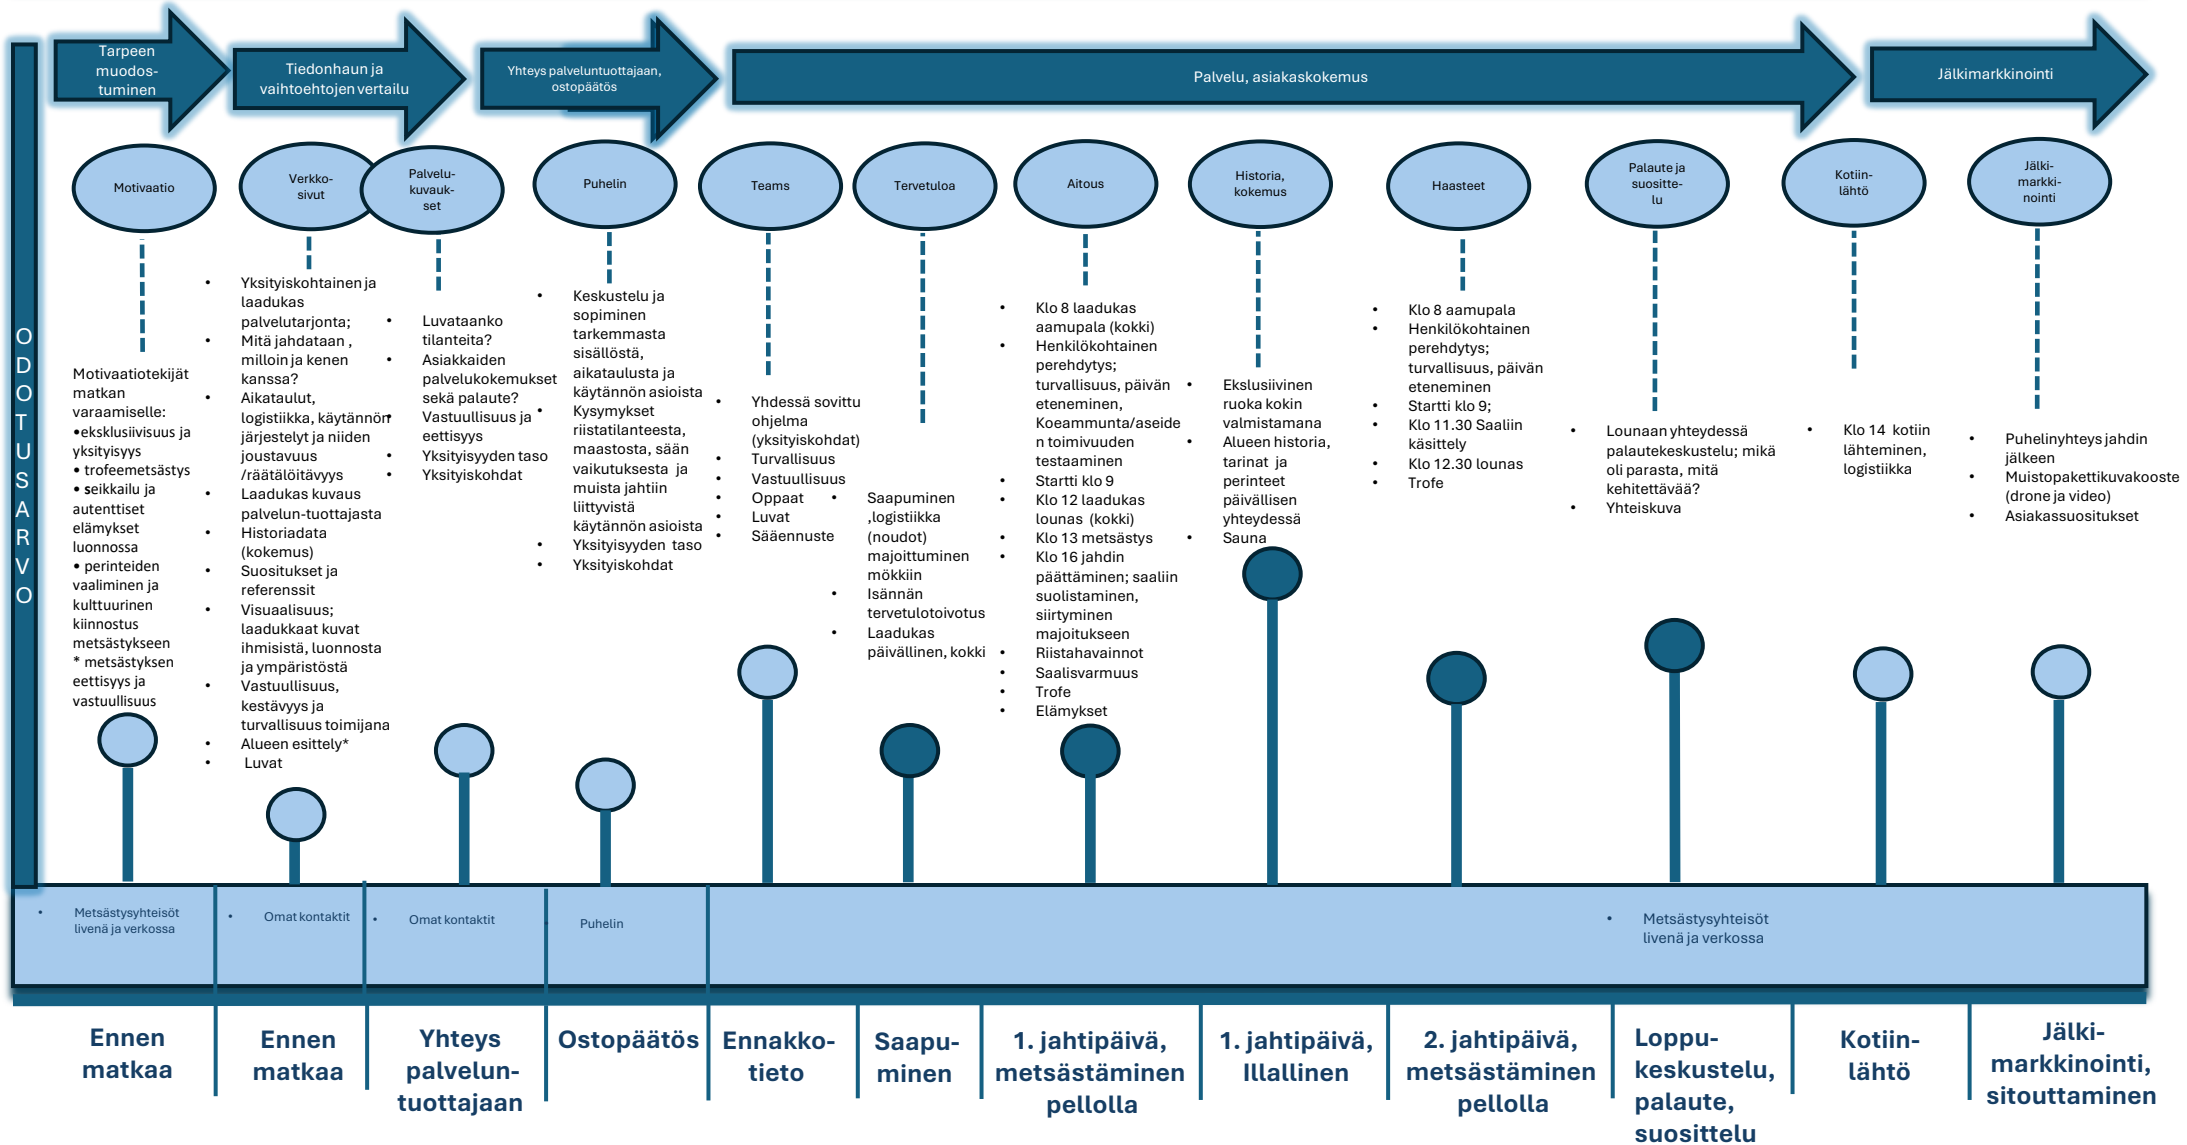 Tarpeen
muodos-
tuminen
Tiedonhaun ja
vaihtoehtojen vertailu
Yhteys palveluntuottajaan,
ostopäätös
Palvelu, asiakaskokemus
Jälkimarkkinointi
ODOTUSARVO
Motivaatio
Verkko-
sivut
Palvelu-
kuvauk-
set
Puhelin
Teams
Tervetuloa
Aitous
Historia,
kokemus
Haasteet
Palaute ja
suositte-
lu
Kotiin-
lähtö
Jälki-
markki-
nointi
Motivaatiotekijät
matkan
varaamiselle:
•eksklusiivisuus ja
yksityisyys
• trofeemetsästys
• seikkailu ja
autenttiset
elämykset
luonnossa
• perinteiden
vaaliminen ja
kulttuurinen
kiinnostus
metsästykseen
* metsästyksen
eettisyys ja
vastuullisuus
• Yksityiskohtainen ja
laadukas
palvelutarjonta;
• Mitä jahdataan ,
milloin ja kenen
kanssa?
• Aikataulut,
logistiikka, käytännön
järjestelyt ja niiden
joustavuus
/räätälöitävyys
• Laadukas kuvaus
palvelun-tuottajasta
• Historiadata
(kokemus)
• Suositukset ja
referenssit
• Visuaalisuus;
laadukkaat kuvat
ihmisistä, luonnosta
ja ympäristöstä
• Vastuullisuus,
kestävyys ja
turvallisuus toimijana
• Alueen esittely*
• Luvat
• Luvataanko
tilanteita?
• Asiakkaiden
palvelukokemukset
sekä palaute?
• Vastuullisuus ja
eettisyys
• Yksityisyyden taso
• Yksityiskohdat
• Keskustelu ja
sopiminen
tarkemmasta
sisällöstä,
aikataulusta ja
käytännön asioista
• Kysymykset
riistatilanteesta,
maastosta, sään
vaikutuksesta ja
muista jahtiin
liittyvistä
käytännön asioista
• Yksityisyyden taso
• Yksityiskohdat
• Yhdessä sovittu
ohjelma
(yksityiskohdat)
• Turvallisuus
• Vastuullisuus
• Oppaat
• Luvat
• Sääennuste
• Saapuminen
,logistiikka
(noudot)
majoittuminen
mökkiin
• Isännän
tervetulotoivotus
• Laadukas
päivällinen, kokki
• Klo 8 laadukas
aamupala (kokki)
• Henkilökohtainen
perehdytys;
turvallisuus, päivän
eteneminen,
Koeammunta/aseide
n toimivuuden
testaaminen
• Startti klo 9
• Klo 12 laadukas
lounas (kokki)
• Klo 13 metsästys
• Klo 16 jahdin
päättäminen; saaliin
suolistaminen,
siirtyminen
majoitukseen
• Riistahavainnot
• Saalisvarmuus
• Trofe
• Elämykset
• Ekslusiivinen
ruoka kokin
valmistamana
• Alueen historia,
tarinat ja
perinteet
päivällisen
yhteydessä
• Sauna
• Klo 8 aamupala
• Henkilökohtainen
perehdytys;
turvallisuus, päivän
eteneminen
• Startti klo 9;
• Klo 11.30 Saaliin
käsittely
• Klo 12.30 lounas
• Trofe
• Lounaan yhteydessä
palautekeskustelu; mikä
oli parasta, mitä
kehitettävää?
• Yhteiskuva
• Klo 14 kotiin
lähteminen,
logistiikka
• Puhelinyhteys jahdin
jälkeen
• Muistopakettikuvakooste
(drone ja video)
• Asiakassuositukset
• Metsästysyhteisöt
livenä ja verkossa
• Omat kontaktit
• Omat kontaktit
• Puhelin
• Metsästysyhteisöt
livenä ja verkossa
Ennen
matkaa
Ennen
matkaa
Yhteys
palvelun-
tuottajaan
Ostopäätös
Ennakko-
tieto
Saapu-
minen
1. jahtipäivä,
metsästäminen
pellolla
1. jahtipäivä,
Illallinen
2. jahtipäivä,
metsästäminen
pellolla
Loppu-
keskustelu,
palaute,
suosittelu
Kotiin-
lähtö
Jälki-
markkinointi,
sitouttaminen